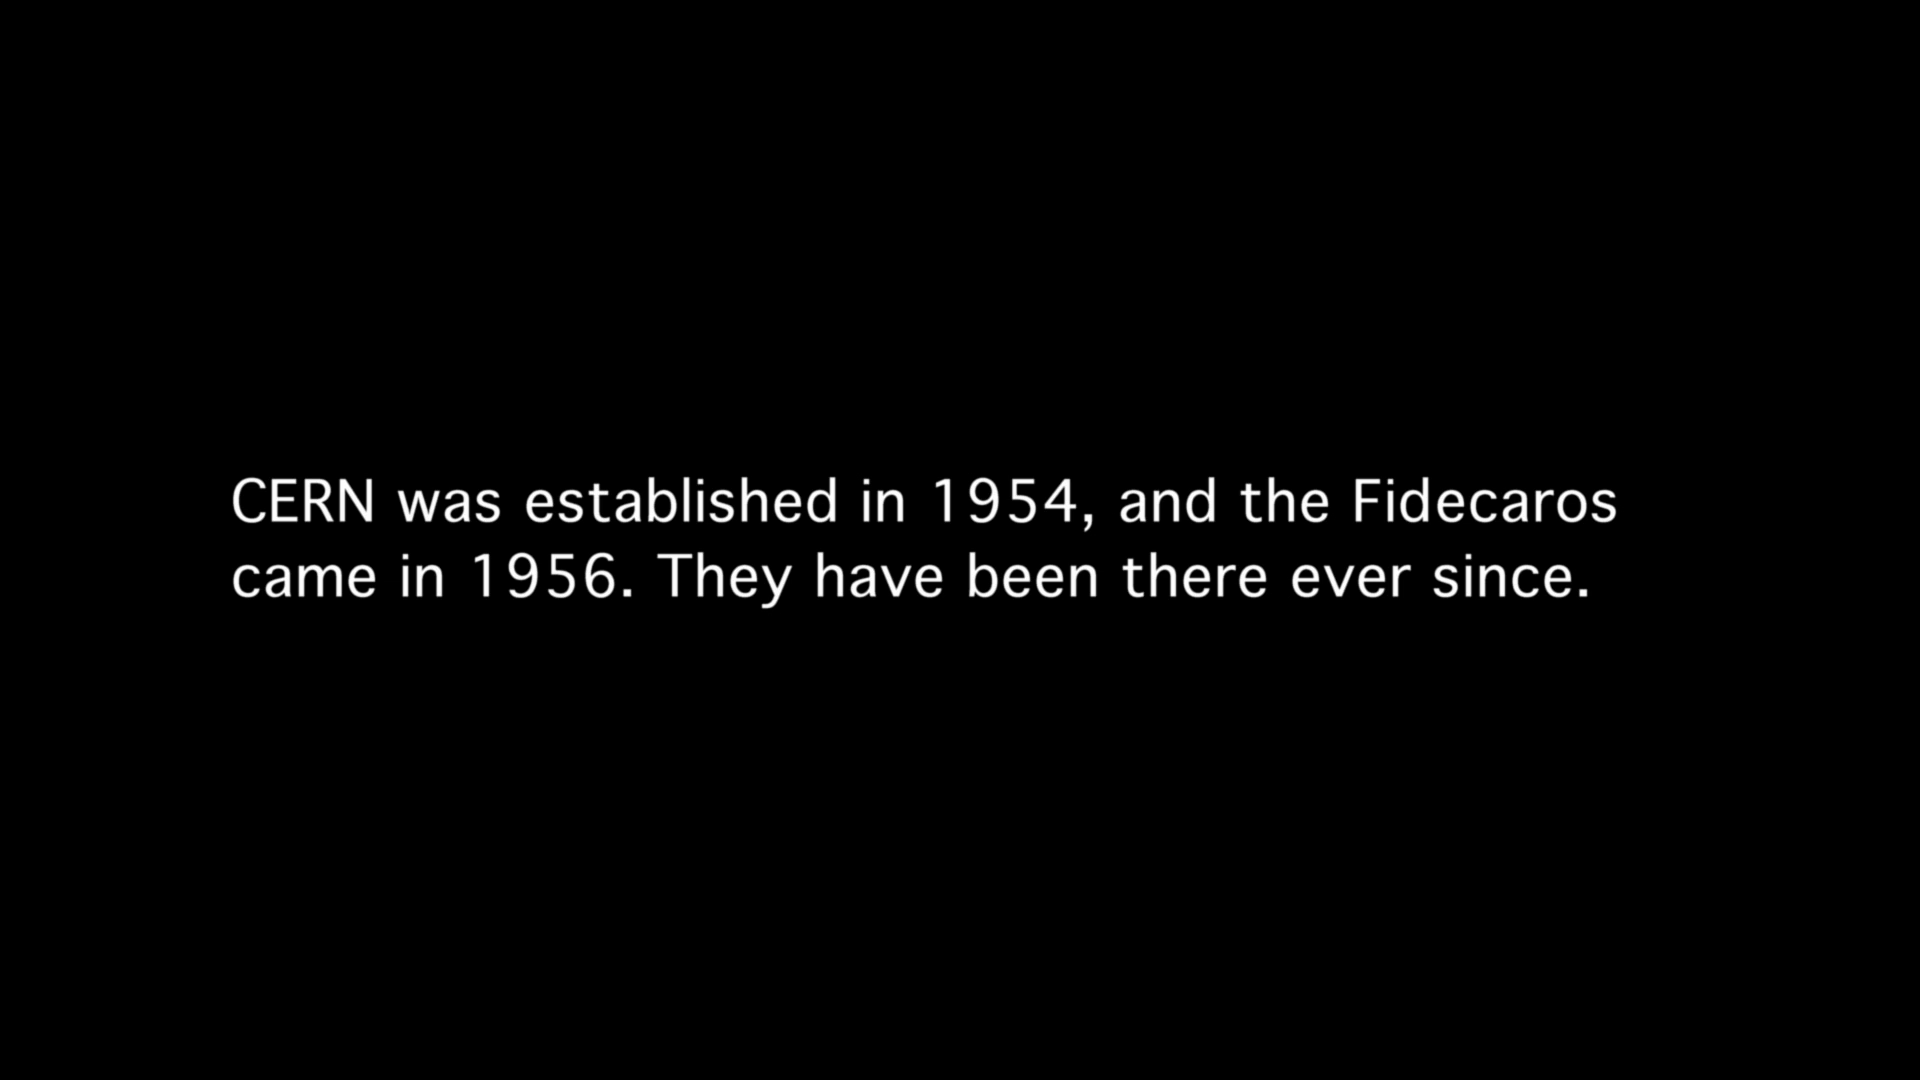 CERN was established in 1954, and the Fidecaros
came in 1956. They have been there ever since.